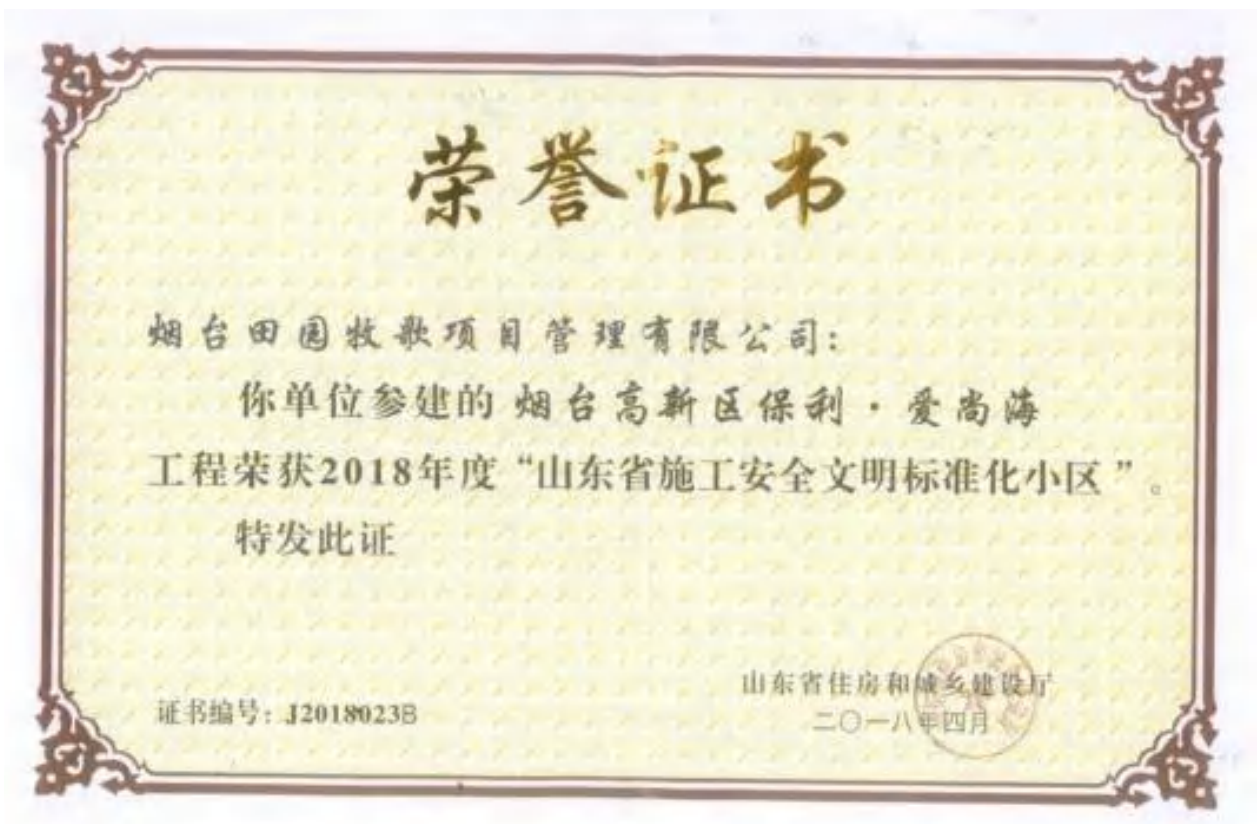 荣誉证书
烟台田园牧歌项目管理有限公司:
你单位参建的 烟台高新区保利·爱尚海
工程荣获2018年度“山东省施工安全文明标准化小区”。
特发此证
山东省住房和城乡建设厅
证书编号: J2018023B
二〇一八年四月